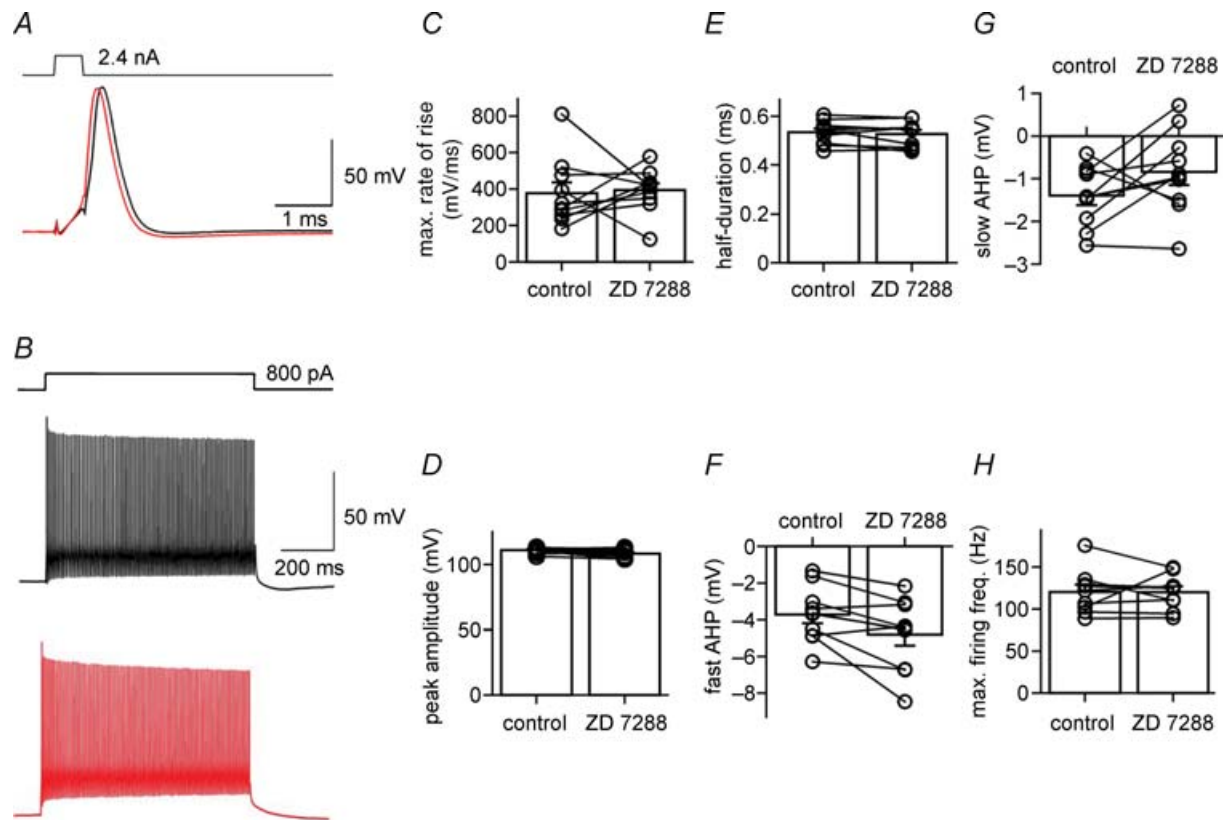 A
2.4 nA
50 mV
1 ms
B
800 pA
50 mV
200 ms
C
max. rate of rise
(mV/ms)
800
600
400
200
0
control
ZD 7288
D
peak amplitude (mV)
100
50
0
control
ZD 7288
E
half-duration (ms)
0.6
0.4
0.2
0
control
ZD 7288
F
control
ZD 7288
fast AHP (mV)
0
–2
–4
–6
–8
G
control
ZD 7288
slow AHP (mV)
1
0
–1
–2
–3
H
max. firing freq. (Hz)
150
100
50
0
control
ZD 7288